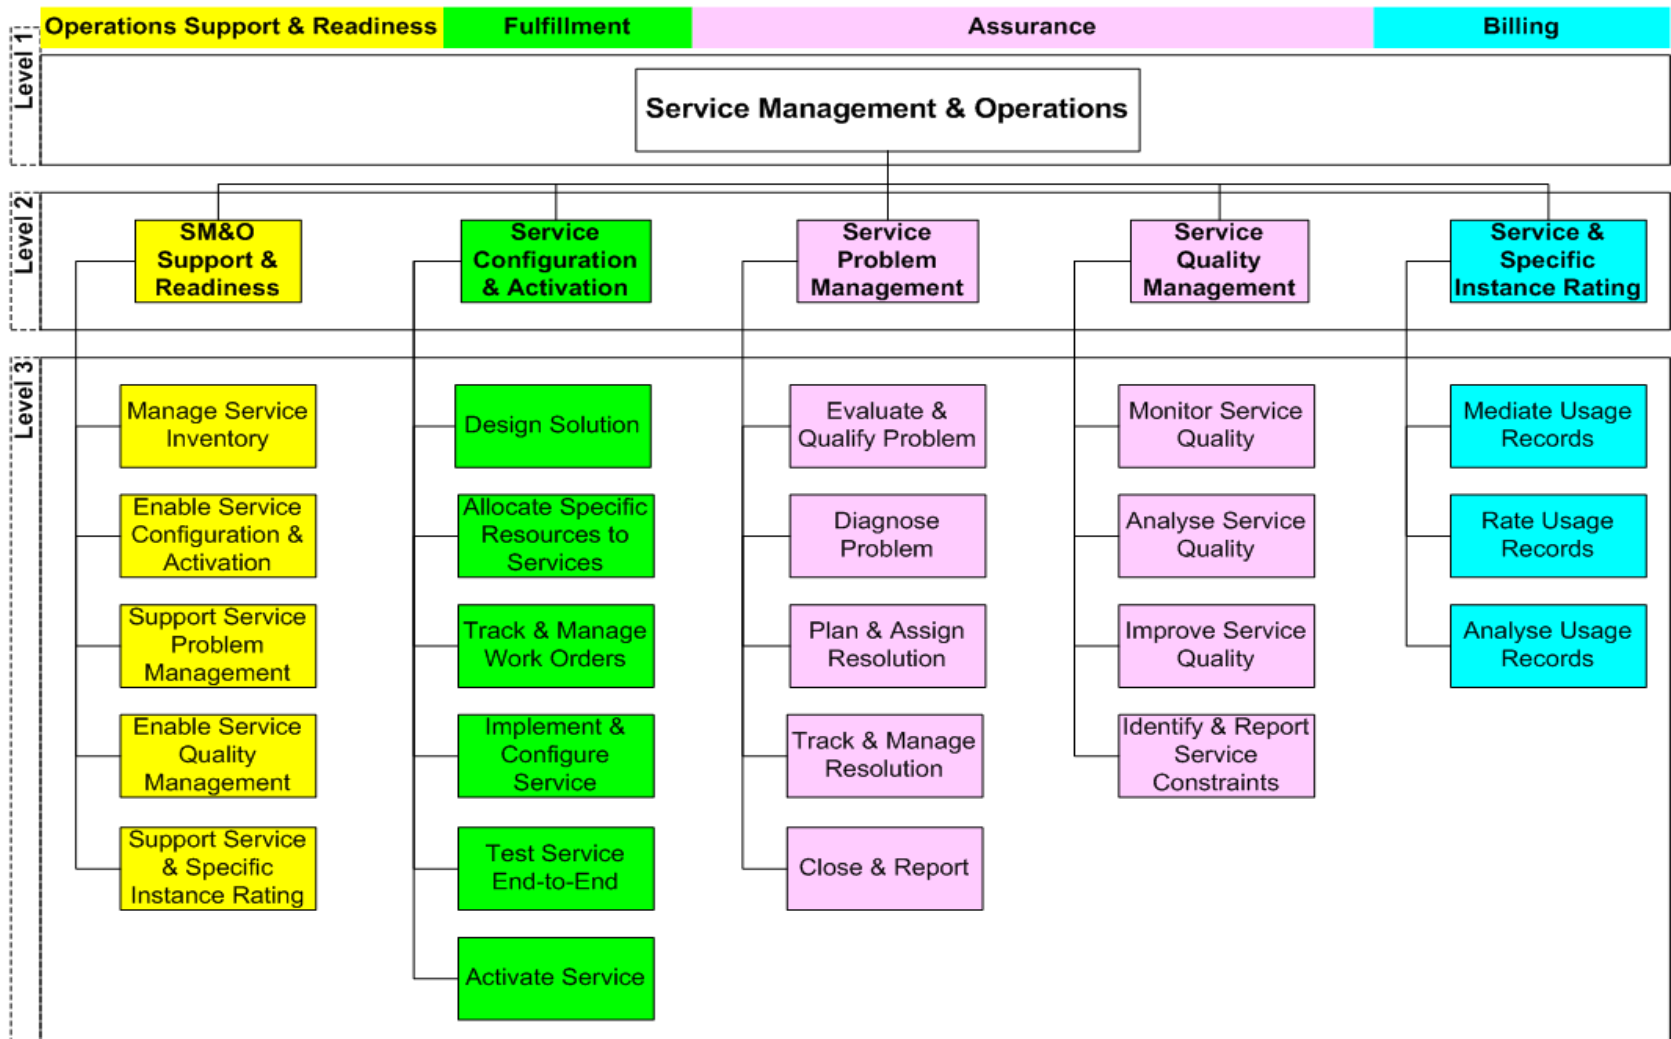 Operations Support & Readiness
Fulfillment
Assurance
Billing
Level 1
Service Management & Operations
Level 2
SM&O
Support &
Readiness
Service
Configuration
& Activation
Service
Problem
Management
Service
Quality
Management
Service &
Specific
Instance Rating
Level 3
Manage Service
Inventory
Enable Service
Configuration &
Activation
Support Service
Problem
Management
Enable Service
Quality
Management
Support Service
& Specific
Instance Rating
Design Solution
Allocate Specific
Resources to
Services
Track & Manage
Work Orders
Implement &
Configure
Service
Test Service
End-to-End
Activate Service
Evaluate &
Qualify Problem
Diagnose
Problem
Plan & Assign
Resolution
Track & Manage
Resolution
Close & Report
Monitor Service
Quality
Analyse Service
Quality
Improve Service
Quality
Identify & Report
Service
Constraints
Mediate Usage
Records
Rate Usage
Records
Analyse Usage
Records